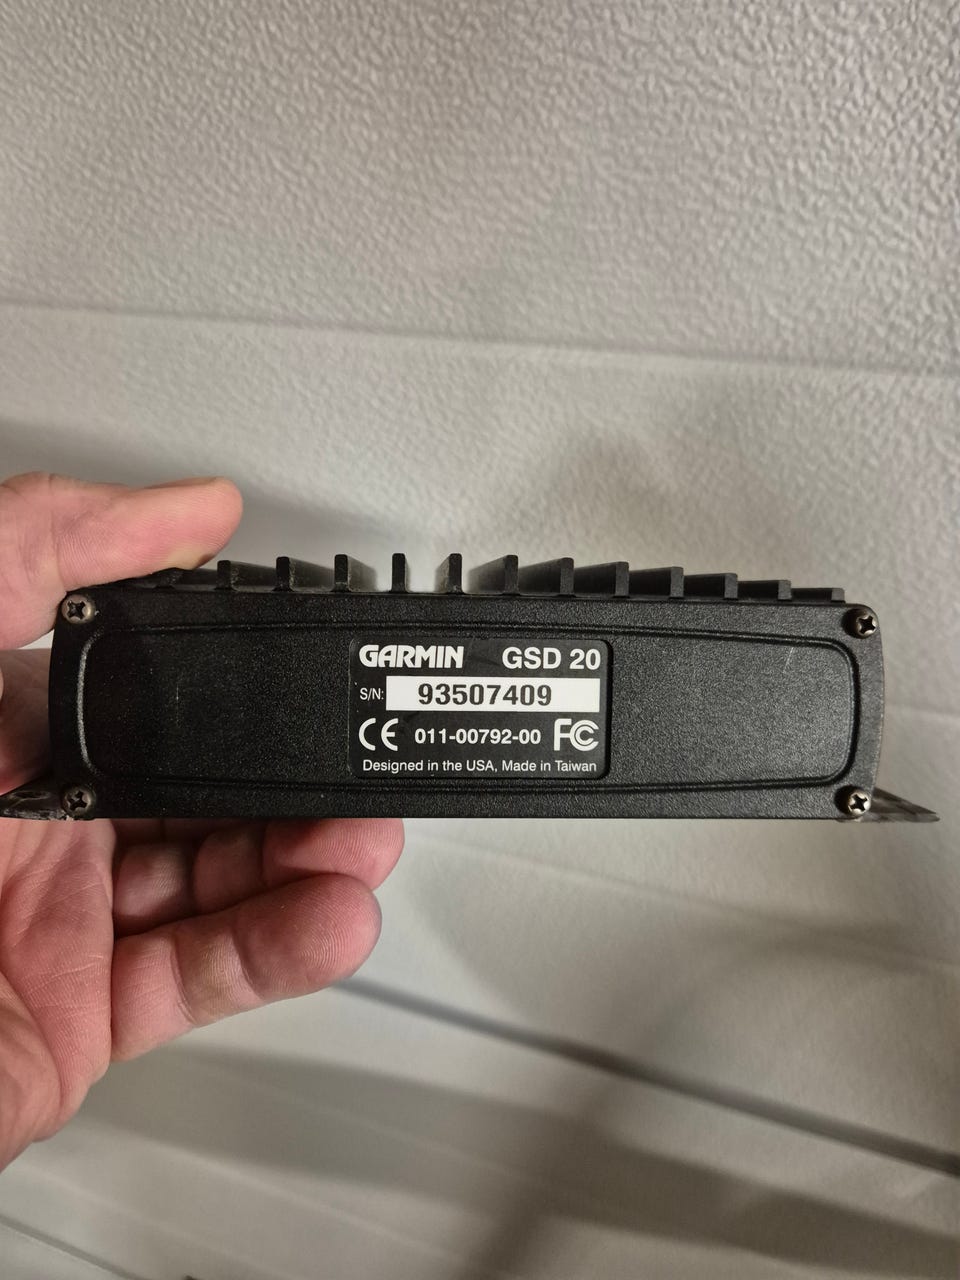 GARMIN GSD 20
S/N: 93507409
CE 011-00792-00 FC
Designed in the USA, Made in Taiwan